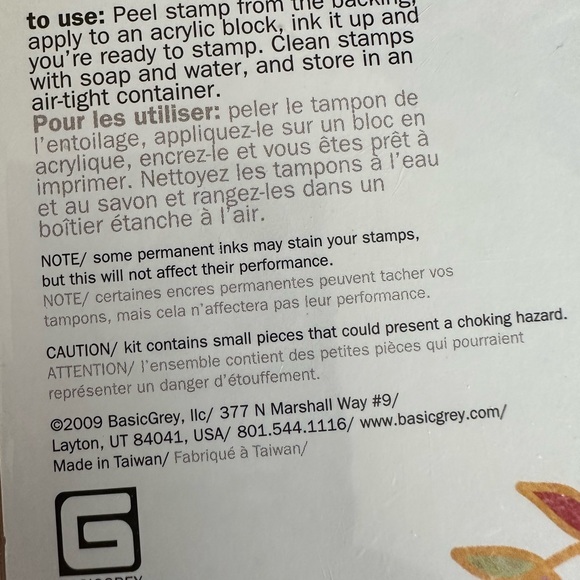 to use: Peel stamp from the backing,
apply to an acrylic block, ink it up and
you're ready to stamp. Clean stamps
with soap and water, and store in an
air-tight container.
Pour les utiliser: peler le tampon de
l'entoilage, appliquez-le sur un bloc en
acrylique, encrez-le et vous êtes prêt à
imprimer. Nettoyez les tampons à l'eau
et au savon et rangez-les dans un
boîtier étanche à l'air.
NOTE/ some permanent inks may stain your stamps,
but this will not affect their performance.
NOTE/ certaines encres permanentes peuvent tacher vos
tampons, mais cela n'affectera pas leur performance.
CAUTION/ kit contains small pieces that could present a choking hazard.
ATTENTION/ l'ensemble contient des petites pièces qui pourraient
représenter un danger d'étouffement.
©2009 BasicGrey, llc/ 377 N Marshall Way #9/
Layton, UT 84041, USA/ 801.544.1116/ www.basicgrey.com/
Made in Taiwan/ Fabriqué à Taiwan/
G